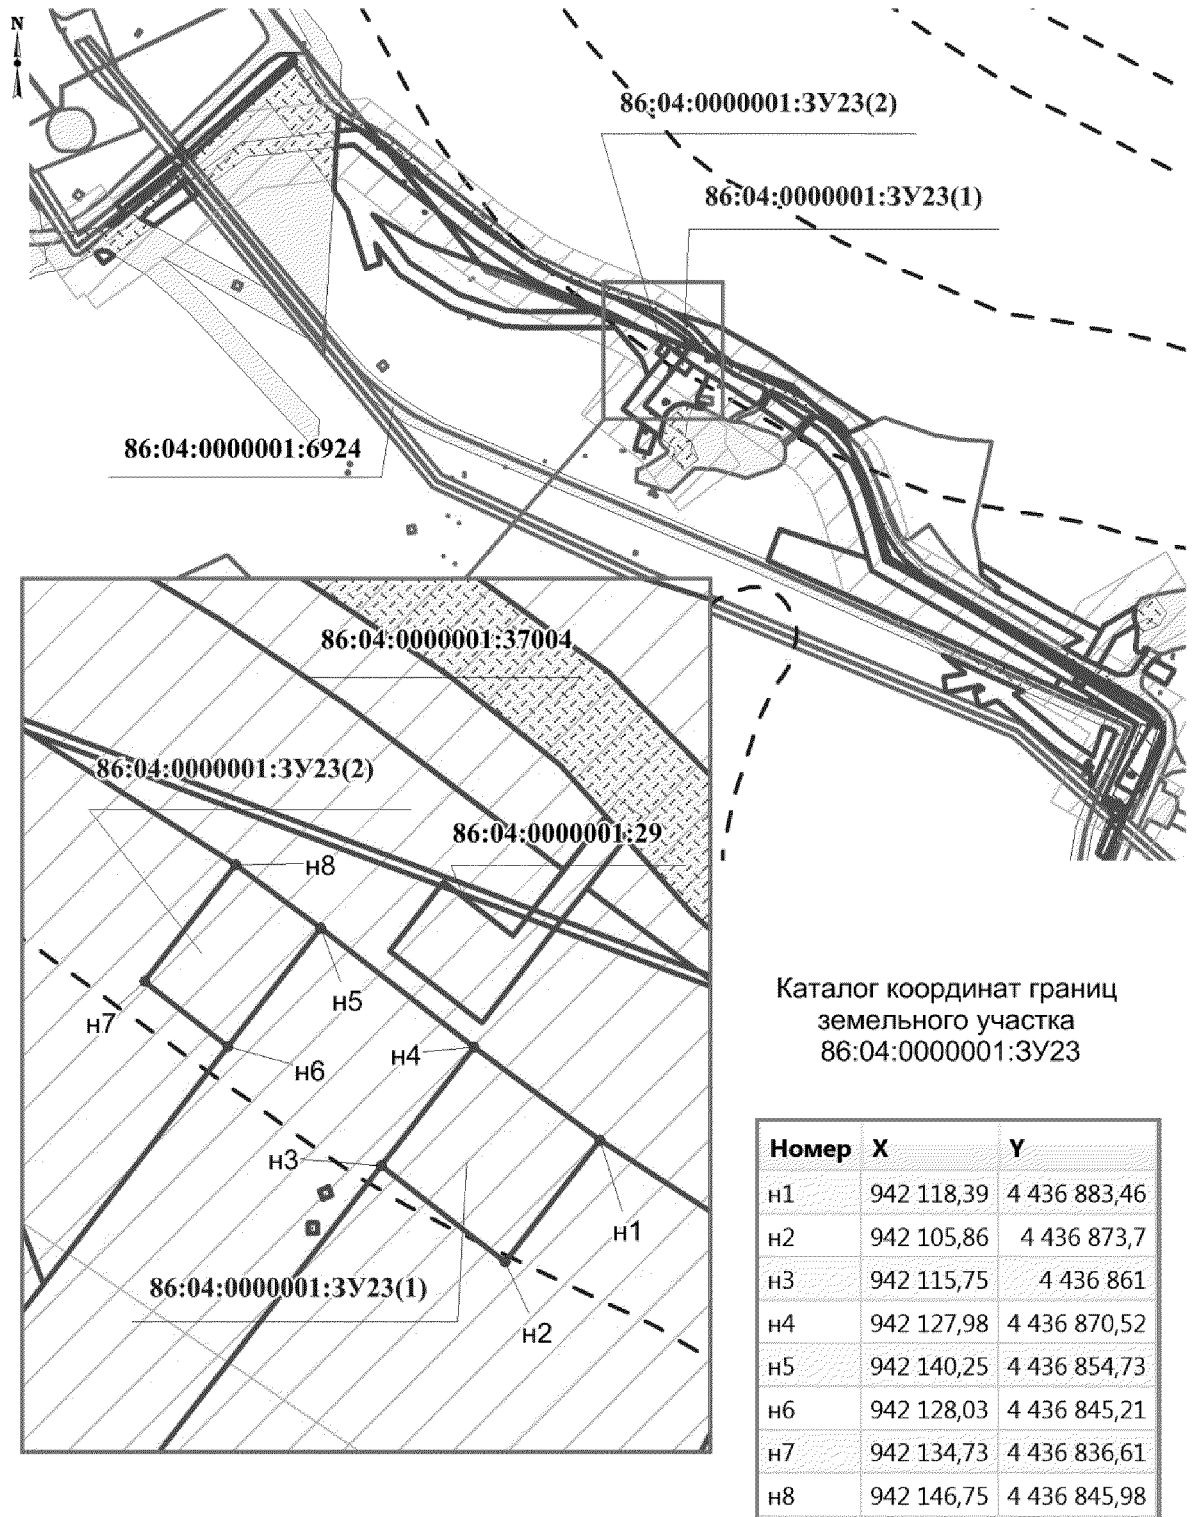 N
86:04:0000001:ЗУ23(2)
86:04:0000001:ЗУ23(1)
86:04:0000001:6924
86:04:0000001:37004
86:04:0000001:ЗУ23(2)
86:04:0000001:29
н8
н5
н7
н6
н4
н3
н1
86:04:0000001:ЗУ23(1)
н2
Каталог координат границ
земельного участка
86:04:0000001:ЗУ23
Номер X Y
н1 942 118,39 4 436 883,46
н2 942 105,86 4 436 873,7
н3 942 115,75 4 436 861
н4 942 127,98 4 436 870,52
н5 942 140,25 4 436 854,73
н6 942 128,03 4 436 845,21
н7 942 134,73 4 436 836,61
н8 942 146,75 4 436 845,98